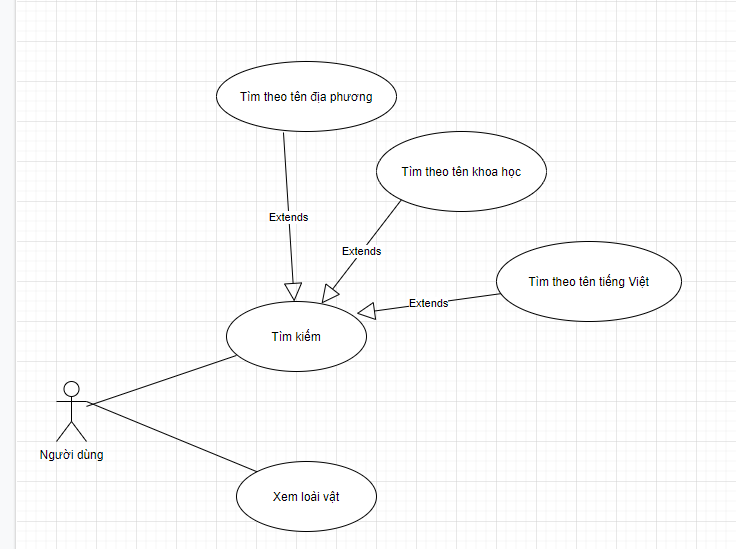 Tìm theo tên địa phương
Tìm theo tên khoa học
Extends
Extends
Tìm theo tên tiếng Việt
Extends
Tìm kiếm
Người dùng
Xem loài vật